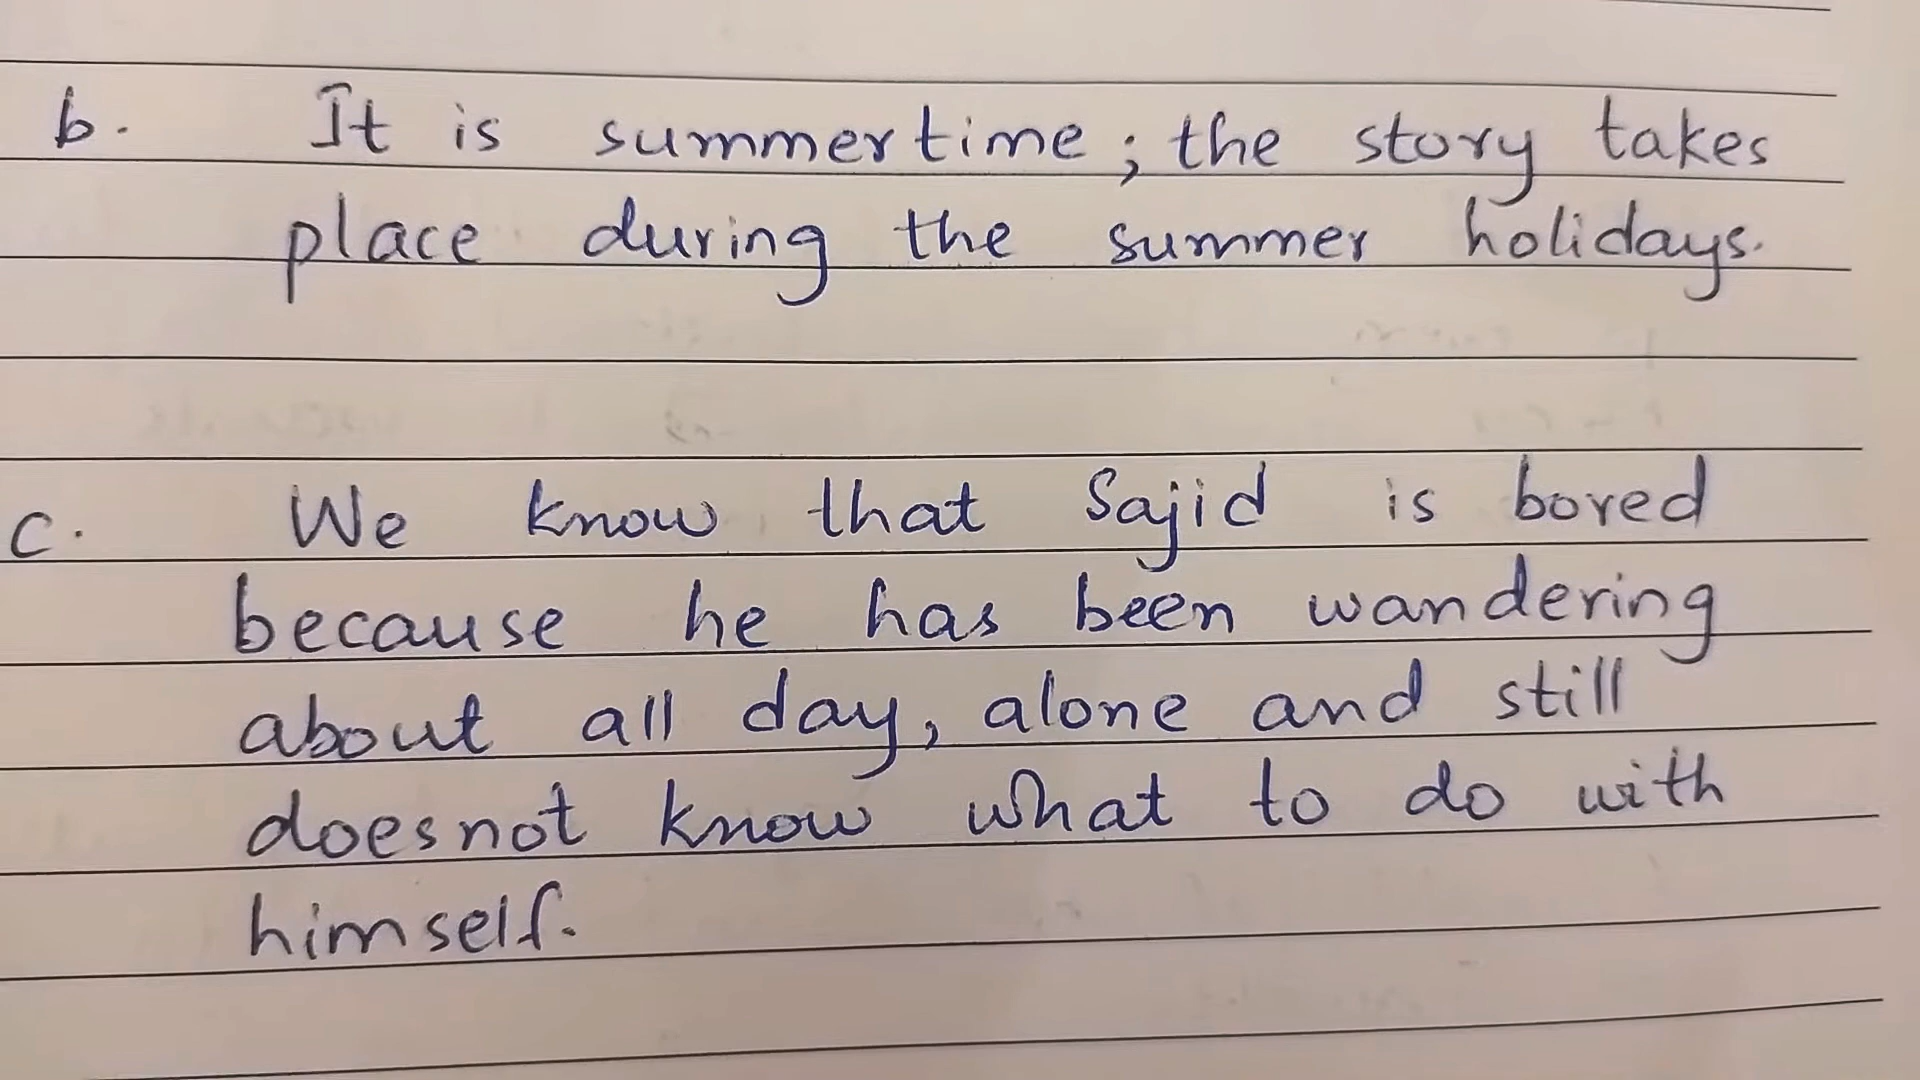 b. It is summertime; the story takes
place during the summer holidays.
c. We know that Sajid is bored
because he has been wandering
about all day, alone and still
doesnot know what to do with
himself.